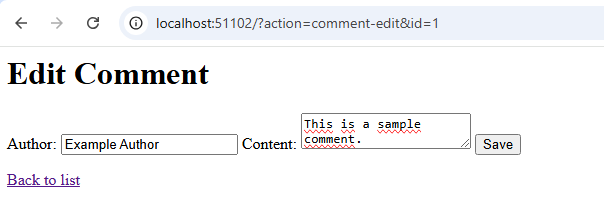 localhost:51102/?action=comment-edit&id=1
Edit Comment
This is a sample
Author: Example Author Content: comment. Save
Back to list